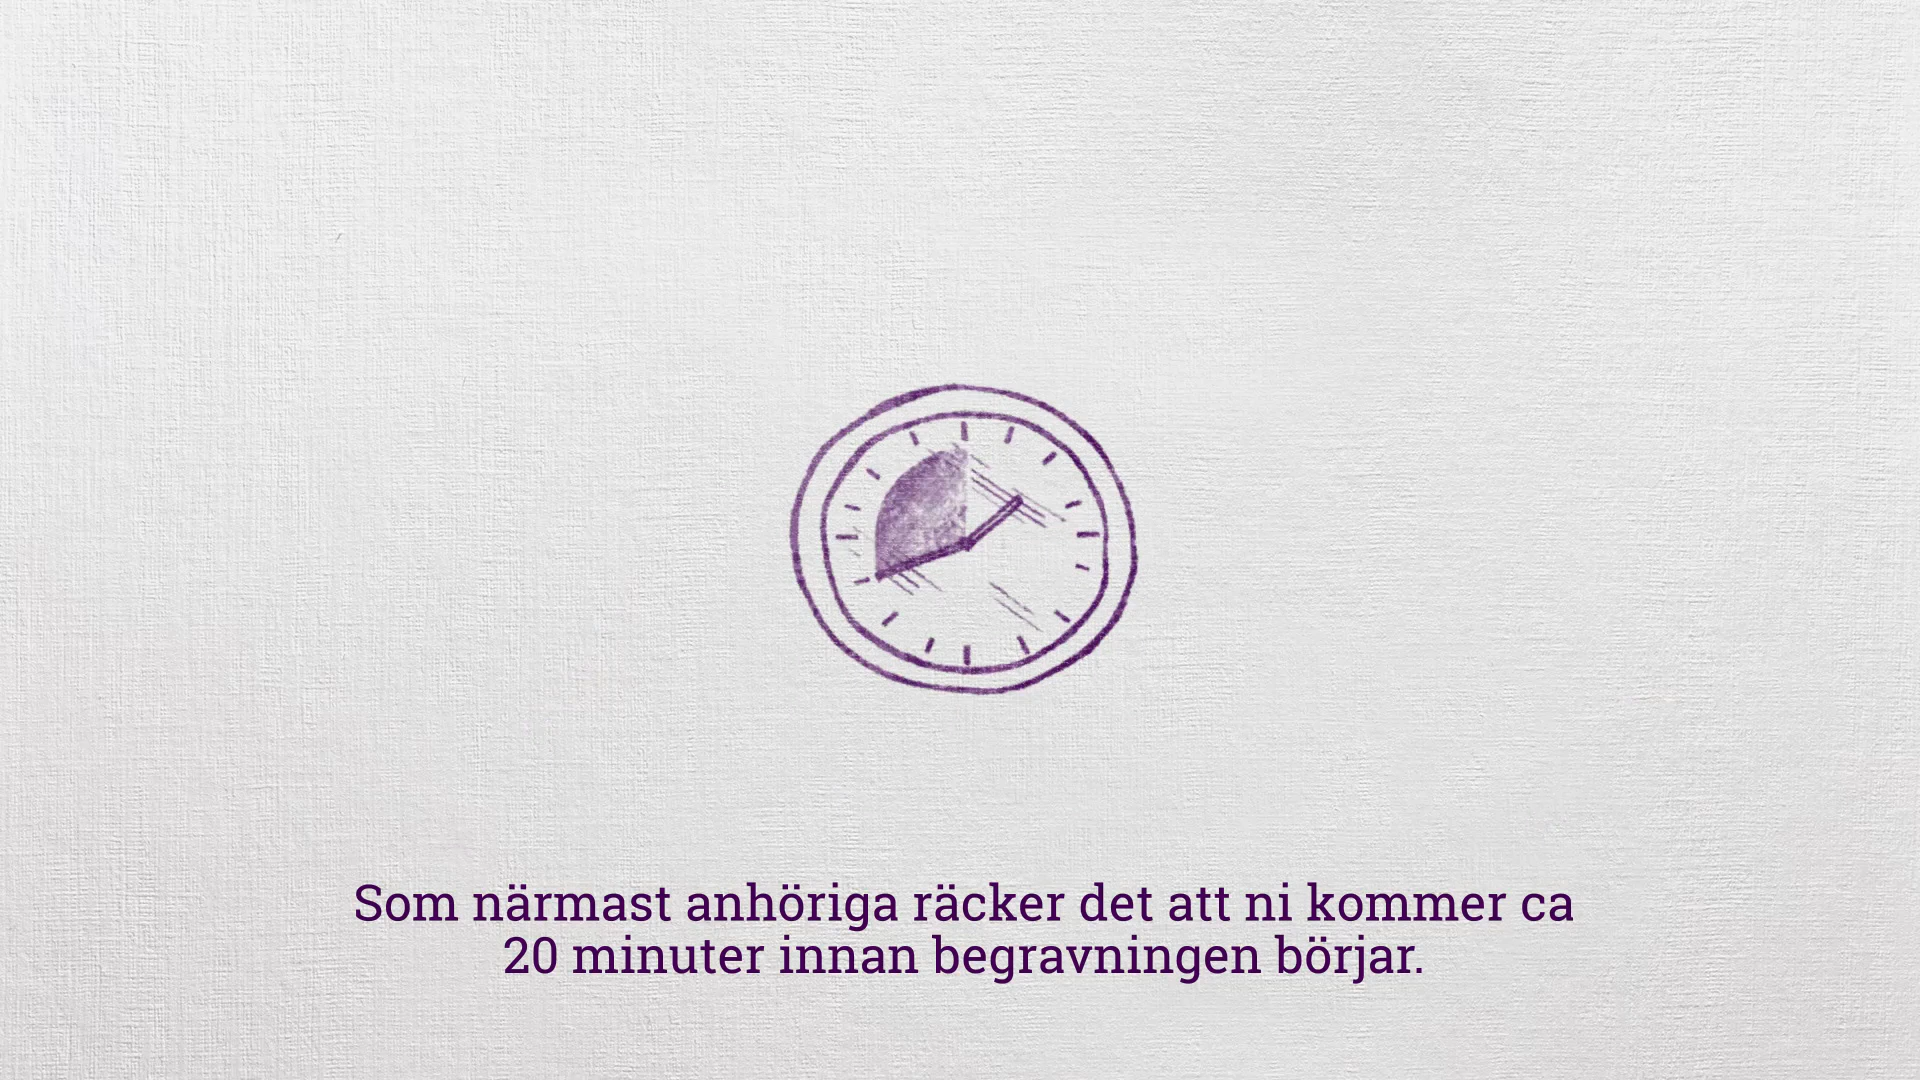 Som närmast anhöriga räcker det att ni kommer ca
20 minuter innan begravningen börjar.